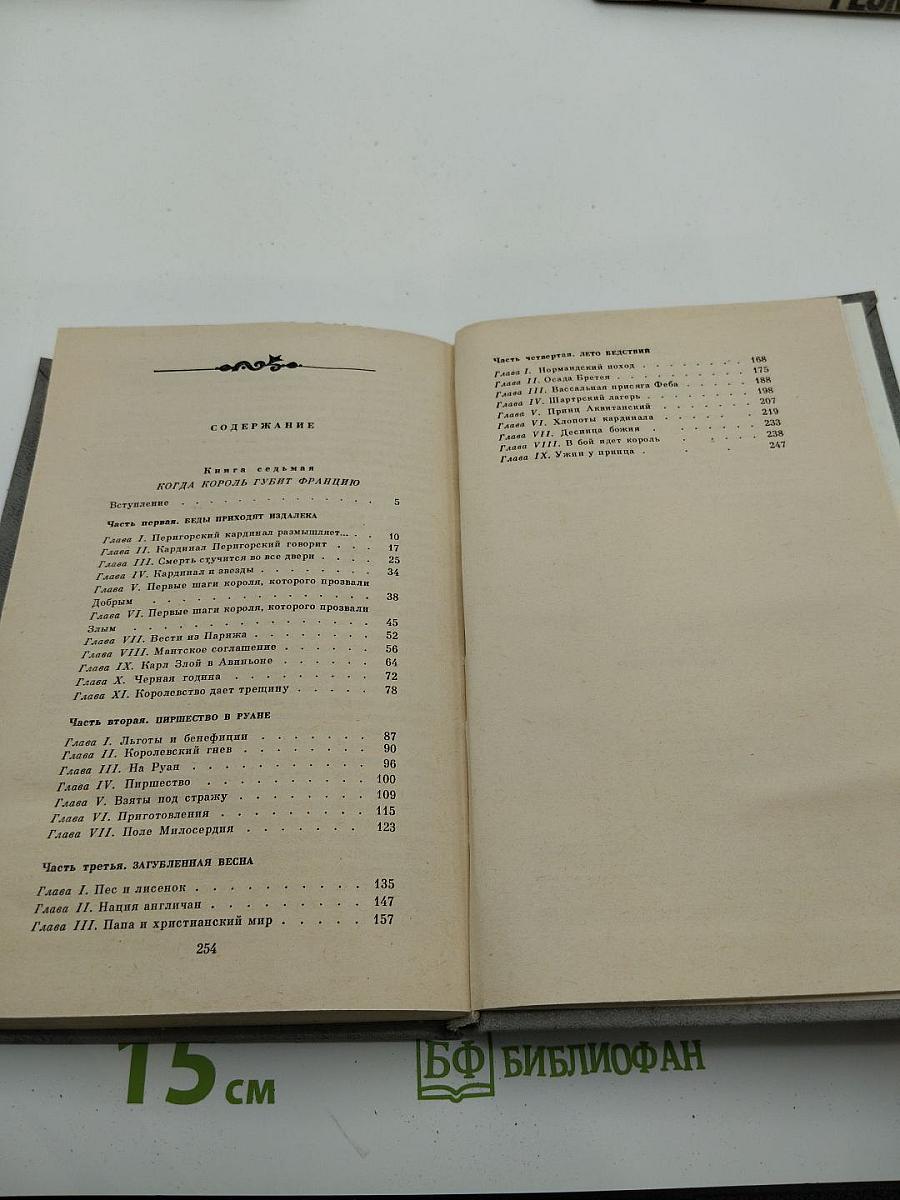 СОДЕРЖАНИЕ
Книга седьмая
КОГДА КОРОЛЬ ГУБИТ ФРАНЦИЮ
Вступление . . . . . . . . . . . . . 5
Часть первая. БЕДЫ ПРИХОДЯТ ИЗДАЛЕКА
Глава I. Перигорский кардинал размышляет... . . 10
Глава II. Кардинал Перигорский говорит . . . 17
Глава III. Смерть стучится во все двери . . . . 25
Глава IV. Кардинал и звезды . . . . . . . . 34
Глава V. Первые шаги короля, которого прозвали
Добрым . . . . . . . . . . . . . . 38
Глава VI. Первые шаги короля, которого прозвали
Злым . . . . . . . . . . . . . . . 45
Глава VII. Вести из Парижа . . . . . . . . 52
Глава VIII. Мантское соглашение . . . . . . 56
Глава IX. Карл Злой в Авиньоне . . . . . . 64
Глава X. Черная година . . . . . . . . . 72
Глава XI. Королевство дает трещину . . . . . 78
Часть вторая. ПИРШЕСТВО В РУАНЕ
Глава I. Льготы и бенефиции . . . . . . . 87
Глава II. Королевский гнев . . . . . . . . 90
Глава III. На Руан . . . . . . . . . . . 96
Глава IV. Пиршество . . . . . . . . . . 100
Глава V. Взяты под стражу . . . . . . . . 109
Глава VI. Приготовления . . . . . . . . . 115
Глава VII. Поле Милосердия . . . . . . . 123
Часть третья. ЗАГУБЛЕННАЯ ВЕСНА
Глава I. Пес и лисенок . . . . . . . . . . 135
Глава II. Нация англичан . . . . . . . . . 147
Глава III. Папа и христианский мир . . . . . 157
254
Часть четвертая. ЛЕТО БЕДСТВИЙ
Глава I. Нормандский поход . . . . . . . . 168
Глава II. Осада Бретея . . . . . . . . . . 175
Глава III. Вассальная присяга Феба . . . . . 188
Глава IV. Шартрский лагерь . . . . . . . . 198
Глава V. Принц Аквитанский . . . . . . . . 207
Глава VI. Хлопоты кардинала . . . . . . . 219
Глава VII. Десница божия . . . . . . . . . 233
Глава VIII. В бой идет король . . . . . . . 238
Глава IX. Ужин у принца . . . . . . . . . 247
15 см
БФ БИБЛИОФАН